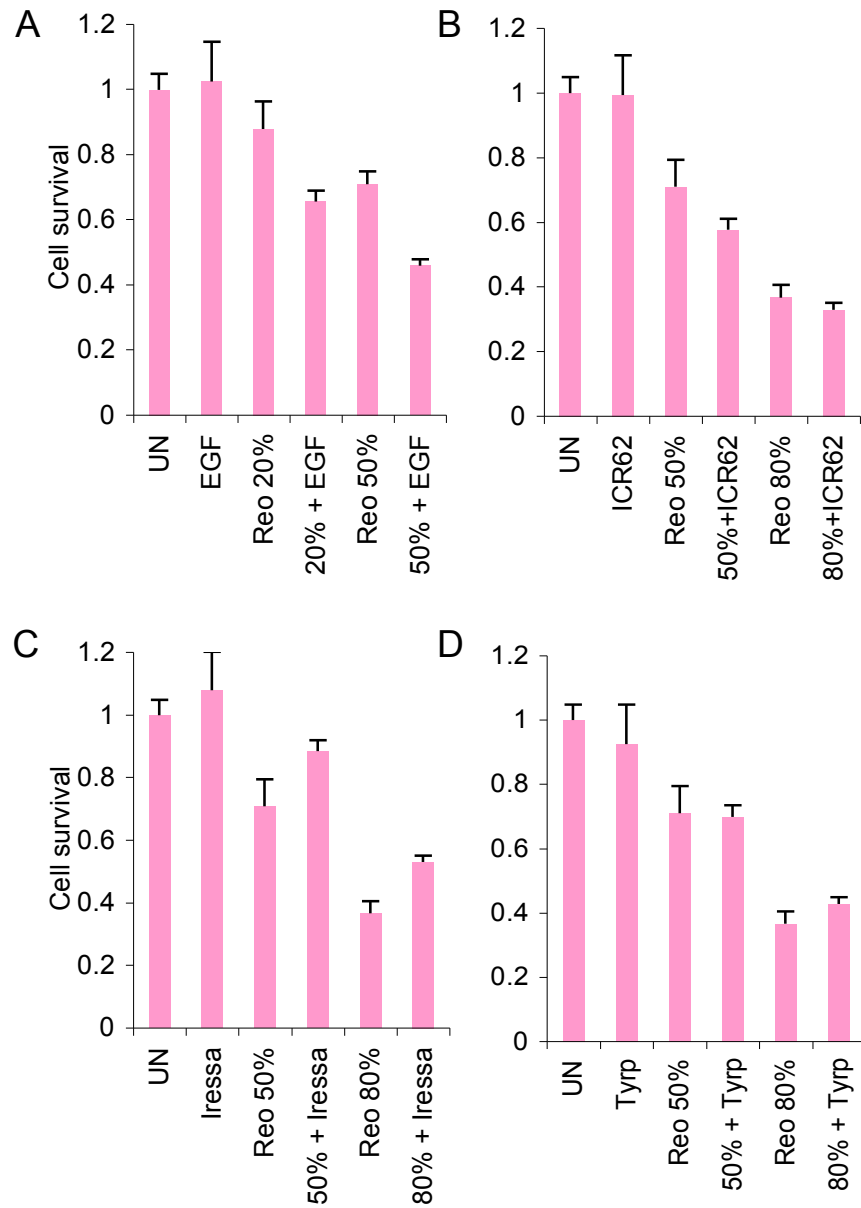 A
Cell survival
1.2
1
0.8
0.6
0.4
0.2
0
UN
EGF
Reo 20%
20% + EGF
Reo 50%
50% + EGF
B
1.2
1
0.8
0.6
0.4
0.2
0
UN
ICR62
Reo 50%
50%+ICR62
Reo 80%
80%+ICR62
C
Cell survival
1.2
1
0.8
0.6
0.4
0.2
0
UN
Iressa
Reo 50%
50% + Iressa
Reo 80%
80% + Iressa
D
1.2
1
0.8
0.6
0.4
0.2
0
UN
Tyrp
Reo 50%
50% + Tyrp
Reo 80%
80% + Tyrp